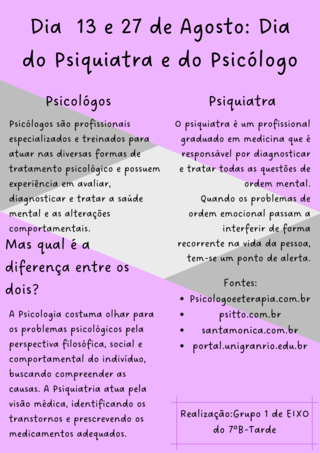 Dia 13 e 27 de Agosto: Dia
do Psiquiatra e do Psicólogo
Psicólogos
Psicólogos são profissionais
especializados e treinados para
atuar nas diversas formas de
tratamento psicológico e possuem
experiência em avaliar,
diagnosticar e tratar a saúde
mental e as alterações
comportamentais.
Mas qual é a
diferença entre os
dois?
A Psicologia costuma olhar para
os problemas psicológicos pela
perspectiva filosófica, social e
comportamental do indivíduo,
buscando compreender as
causas. A Psiquiatria atua pela
visão médica, identificando os
transtornos e prescrevendo os
medicamentos adequados.
Psiquiatra
O psiquiatra é um profissional
graduado em medicina que é
responsável por diagnosticar
e tratar todas as questões de
ordem mental.
Quando os problemas de
ordem emocional passam a
interferir de forma
recorrente na vida da pessoa,
tem-se um ponto de alerta.
Fontes:
• Psicologoeeterapia.com.br
• psitto.com.br
• santamonica.com.br
• portal.unigranrio.edu.br
Realização:Grupo 1 de EIXO
do 7ºB-Tarde